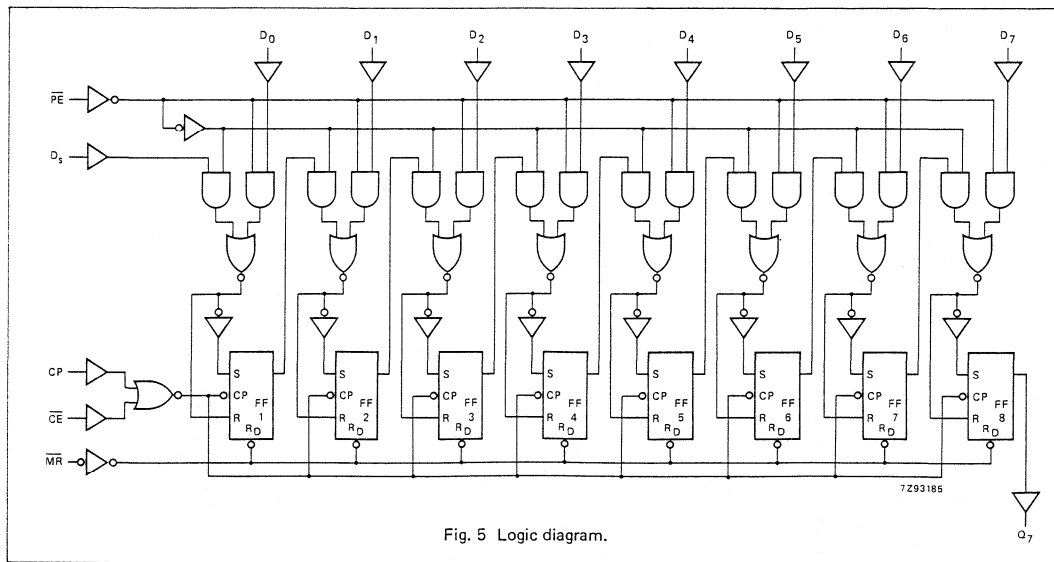 D0 D1 D2 D3 D4 D5 D6 D7
PE
Ds
CP
CE
MR
S CP R RD FF 1
S CP R RD FF 2
S CP R RD FF 3
S CP R RD FF 4
S CP R RD FF 5
S CP R RD FF 6
S CP R RD FF 7
S CP R RD FF 8
7Z93185
Q7
Fig. 5 Logic diagram.